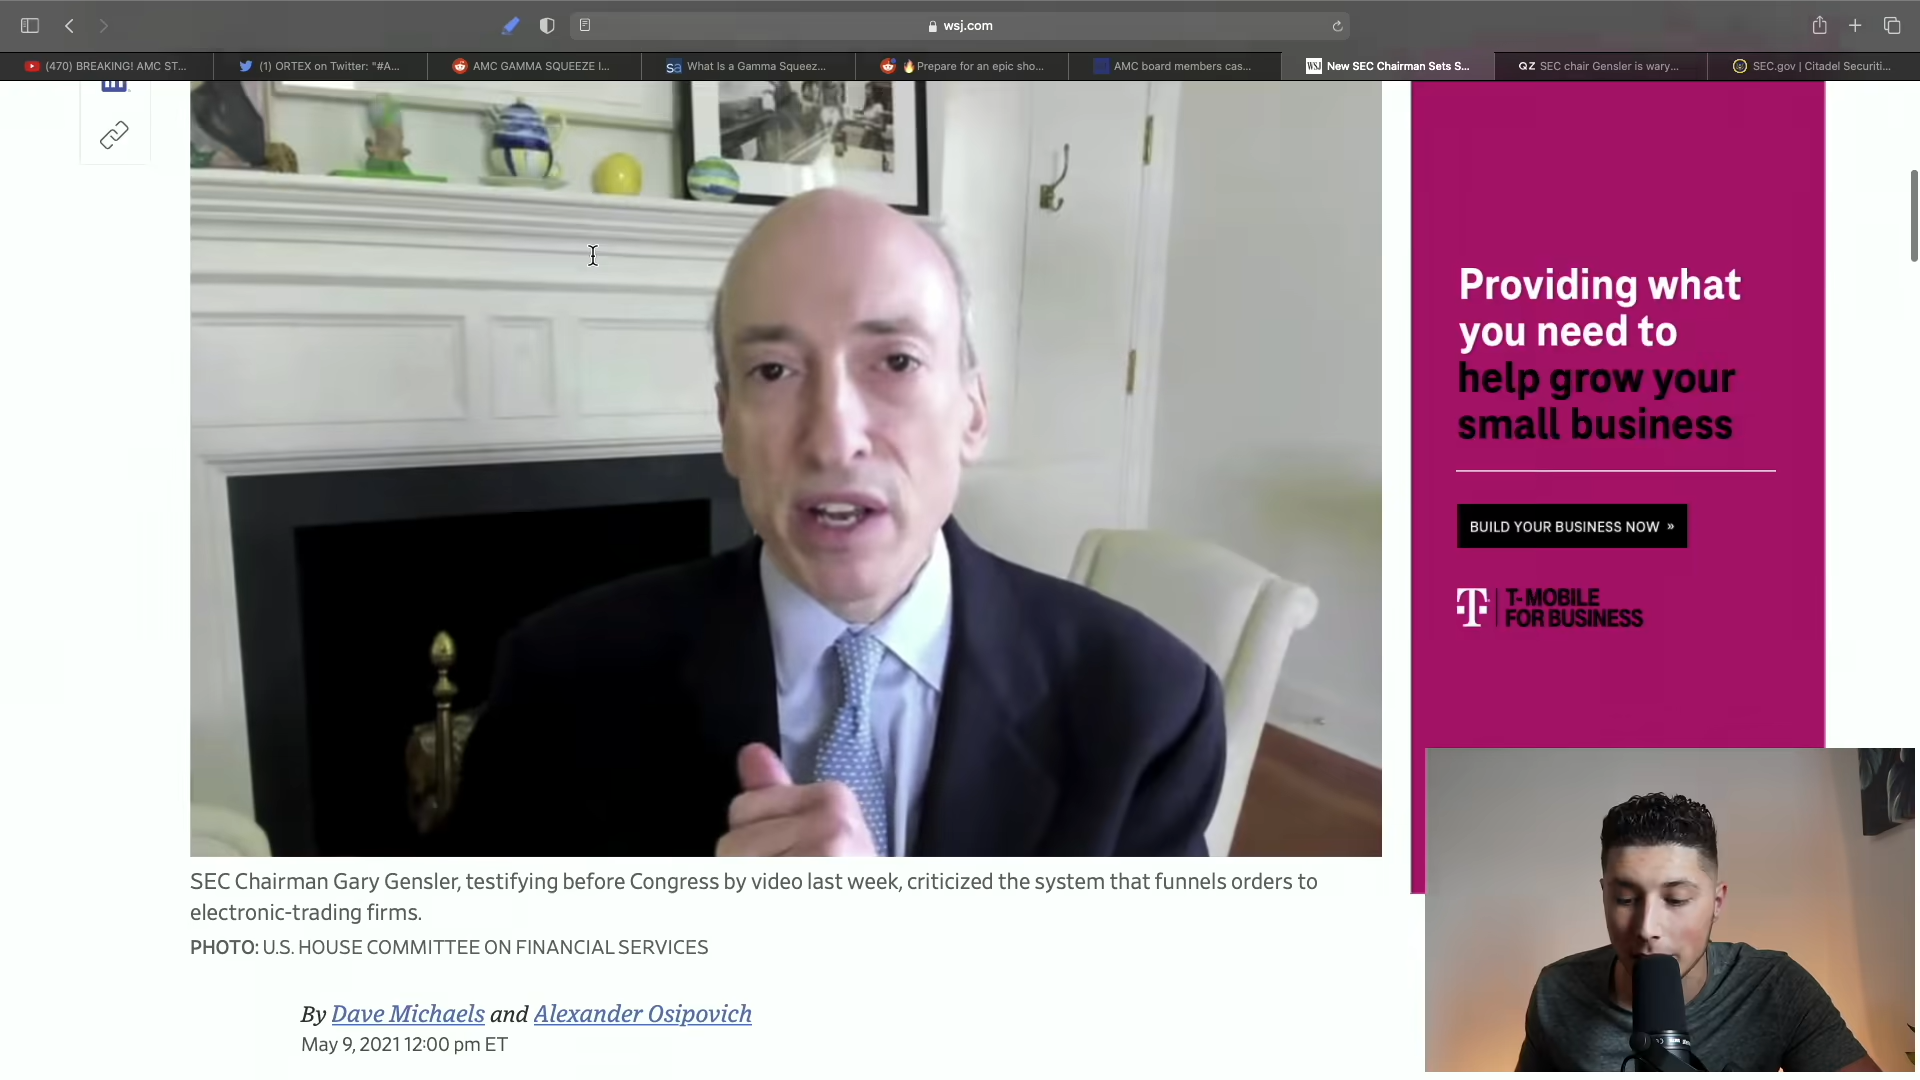 wsj.com
(470) BREAKING! AMC ST...
(1) ORTEX on Twitter: "#A...
AMC GAMMA SQUEEZE I...
sa What Is a Gamma Squeez...
🔥Prepare for an epic sho...
AMC board members cas...
WSJ New SEC Chairman Sets S...
QZ SEC chair Gensler is wary...
SEC.gov | Citadel Securiti...
in
Providing what
you need to
help grow your
small business
BUILD YOUR BUSINESS NOW »
T | T-MOBILE
FOR BUSINESS
SEC Chairman Gary Gensler, testifying before Congress by video last week, criticized the system that funnels orders to
electronic-trading firms.
PHOTO: U.S. HOUSE COMMITTEE ON FINANCIAL SERVICES
By Dave Michaels and Alexander Osipovich
May 9, 2021 12:00 pm ET